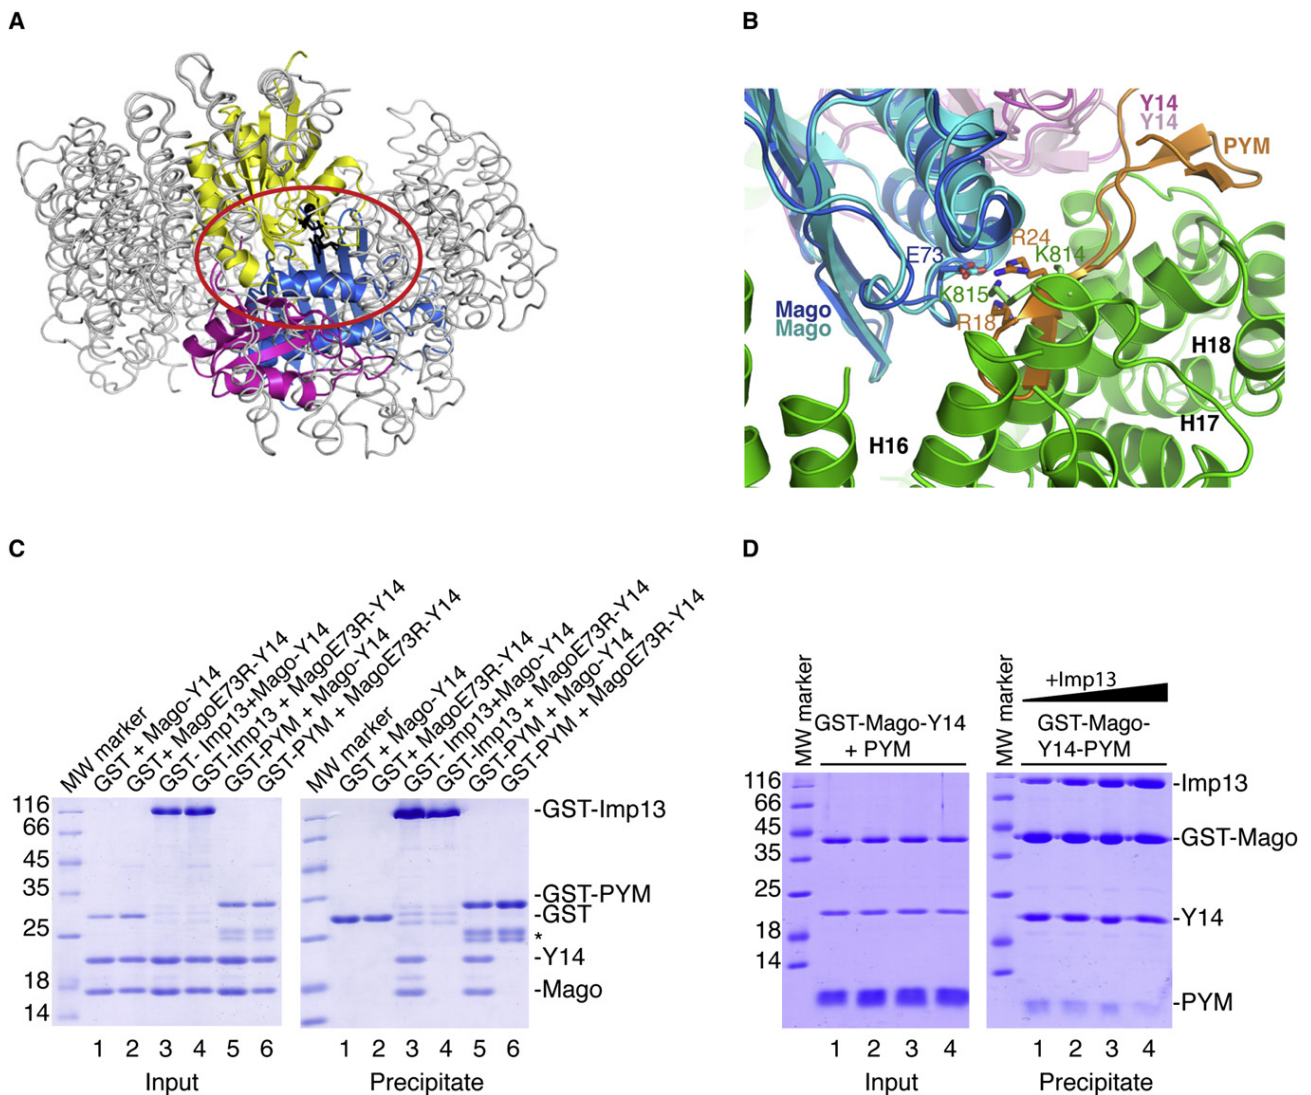 A
B
Y14
Y14
PYM
R24
E73
K814
K815
Mago
Mago
R18
H18
H17
H16
C
MW marker
GST + Mago-Y14
GST+ MagoE73R-Y14
GST- Imp13+Mago-Y14
GST-Imp13 + MagoE73R-Y14
GST-PYM + Mago-Y14
GST-PYM + MagoE73R-Y14
MW marker
GST + Mago-Y14
GST+ MagoE73R-Y14
GST- Imp13+Mago-Y14
GST-Imp13 + MagoE73R-Y14
GST-PYM + Mago-Y14
GST-PYM + MagoE73R-Y14
116
66
45
35
25
18
14
-GST-Imp13
-GST-PYM
-GST
*
-Y14
-Mago
1 2 3 4 5 6
Input
1 2 3 4 5 6
Precipitate
D
MW marker
GST-Mago-Y14
+ PYM
MW marker
+Imp13
GST-Mago-
Y14-PYM
116
66
45
35
25
18
14
-Imp13
-GST-Mago
-Y14
-PYM
1 2 3 4
Input
1 2 3 4
Precipitate